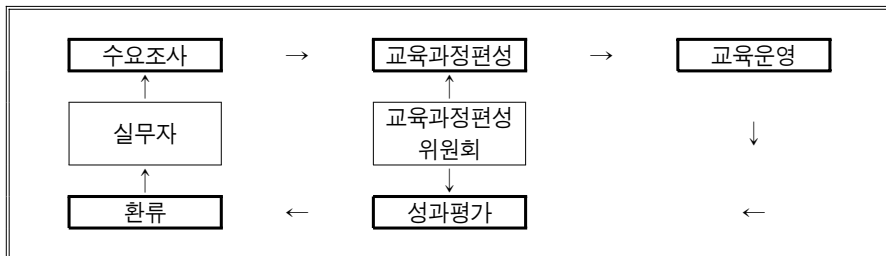 수요조사 → 교육과정편성 → 교육운영
↑ ↑
실무자 교육과정편성
위원회 ↓
↑ ↓
환류 ← 성과평가 ←